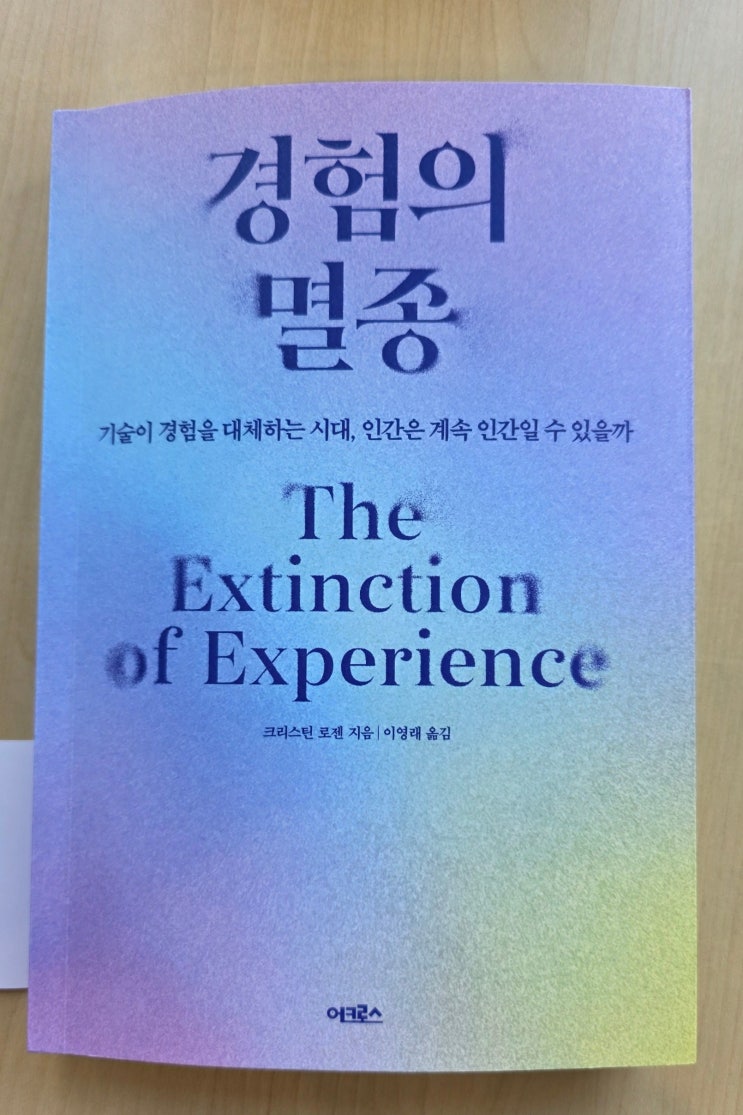 경험의
멸종
기술이 경험을 대체하는 시대, 인간은 계속 인간일 수 있을까
The
Extinction
of Experience
크리스틴 로젠 지음 | 이영래 옮김
어크로스